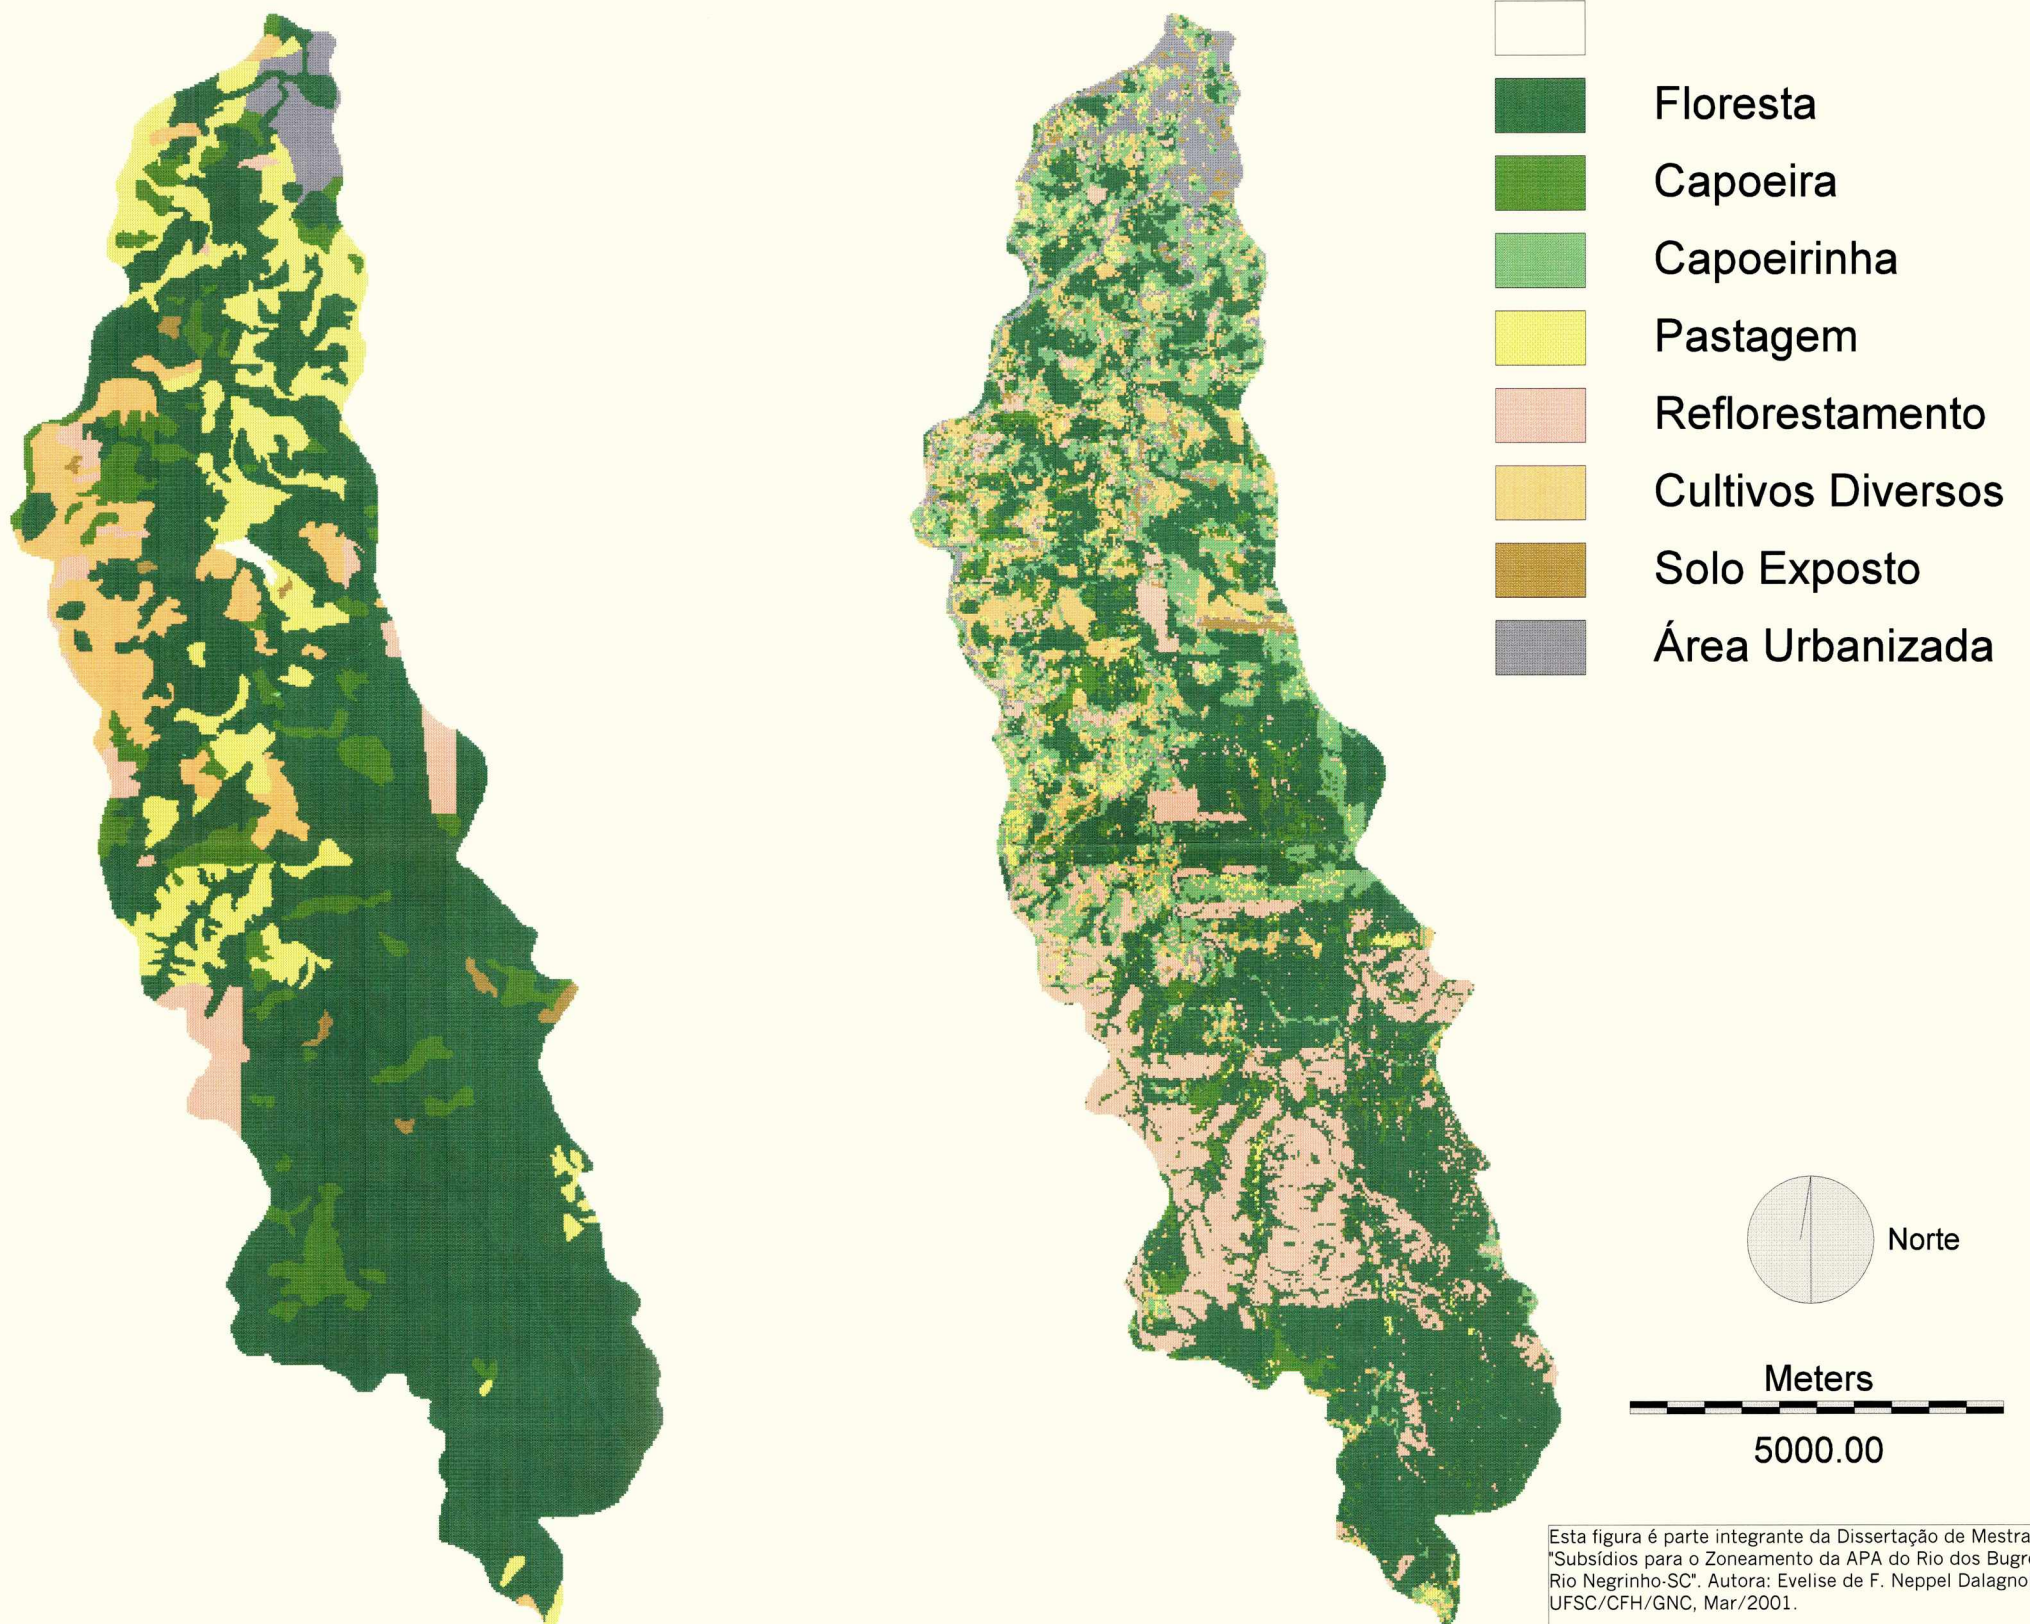 Floresta
Capoeira
Capoeirinha
Pastagem
Reflorestamento
Cultivos Diversos
Solo Exposto
Área Urbanizada
Norte
Meters
5000.00
Esta figura é parte integrante da Dissertação de Mestra
"Subsídios para o Zoneamento da APA do Rio dos Bugre
Rio Negrinho-SC". Autora: Evelise de F. Neppel Dalagno
UFSC/CFH/GNC, Mar/2001.